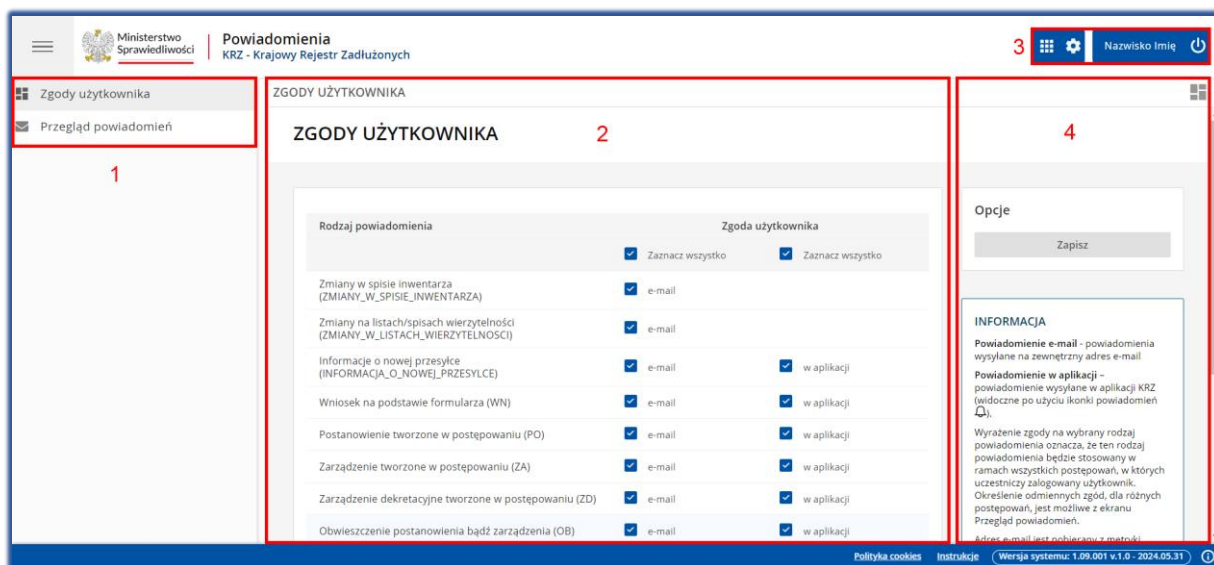 Ministerstwo
Sprawiedliwości
Powiadomienia
KRZ - Krajowy Rejestr Zadłużonych
3
Nazwisko Imię
Zgody użytkownika
Przegląd powiadomień
1
ZGODY UŻYTKOWNIKA
ZGODY UŻYTKOWNIKA
2
4
Rodzaj powiadomienia Zgoda użytkownika
Zaznacz wszystko Zaznacz wszystko
Zmiany w spisie inwentarza
(ZMIANY_W_SPISIE_INWENTARZA) e-mail
Zmiany na listach/spisach wierzytelności
(ZMIANY_W_LISTACH_WIERZYTELNOSCI) e-mail
Informacje o nowej przesyłce
(INFORMACJA_O_NOWEJ_PRZESYLCE) e-mail w aplikacji
Wniosek na podstawie formularza (WN) e-mail w aplikacji
Postanowienie tworzone w postępowaniu (PO) e-mail w aplikacji
Zarządzenie tworzone w postępowaniu (ZA) e-mail w aplikacji
Zarządzenie dekretacyjne tworzone w postępowaniu (ZD) e-mail w aplikacji
Obwieszczenie postanowienia bądź zarządzenia (OB) e-mail w aplikacji
Opcje
Zapisz
INFORMACJA
Powiadomienie e-mail - powiadomienia
wysyłane na zewnętrzny adres e-mail
Powiadomienie w aplikacji –
powiadomienie wysyłane w aplikacji KRZ
(widoczne po użyciu ikonki powiadomień
).
Wyrażenie zgody na wybrany rodzaj
powiadomienia oznacza, że ten rodzaj
powiadomienia będzie stosowany w
ramach wszystkich postępowań, w których
uczestniczy zalogowany użytkownik.
Określenie odmiennych zgód, dla różnych
postępowań, jest możliwe z ekranu
Przegląd powiadomień.
Adres e-mail jest pobierany z metryki
Polityka cookies Instrukcje Wersja systemu: 1.09.001 v.1.0 - 2024.05.31